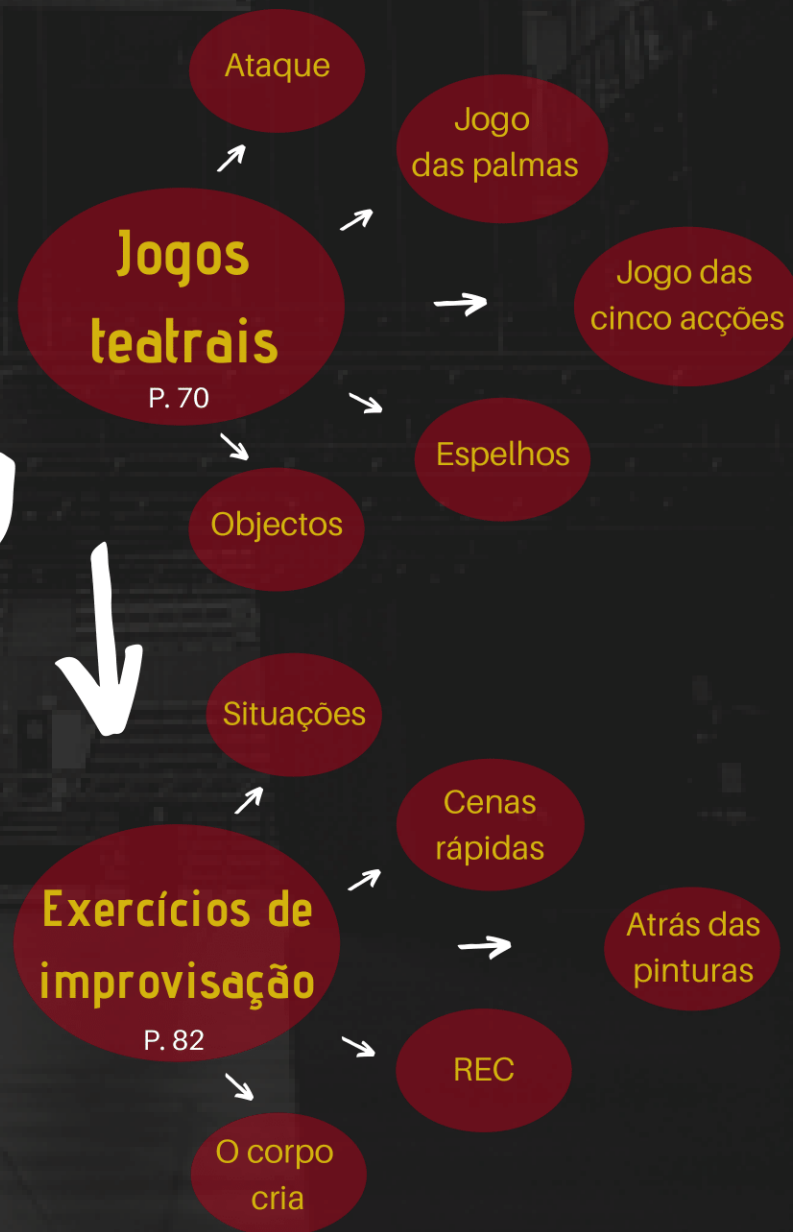 Ataque
Jogo
das palmas
Jogos
teatrais
P. 70
Jogo das
cinco acções
Espelhos
Objectos
Situações
Cenas
rápidas
Exercícios de
improvisação
P. 82
Atrás das
pinturas
REC
O corpo
cria